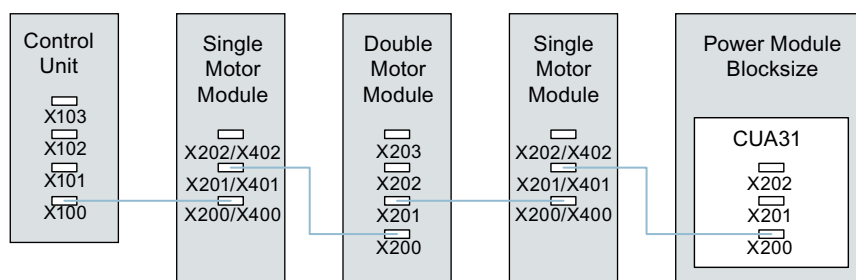 Control
Unit
X103
X102
X101
X100
Single
Motor
Module
X202/X402
X201/X401
X200/X400
Double
Motor
Module
X203
X202
X201
X200
Single
Motor
Module
X202/X402
X201/X401
X200/X400
Power Module
Blocksize
CUA31
X202
X201
X200